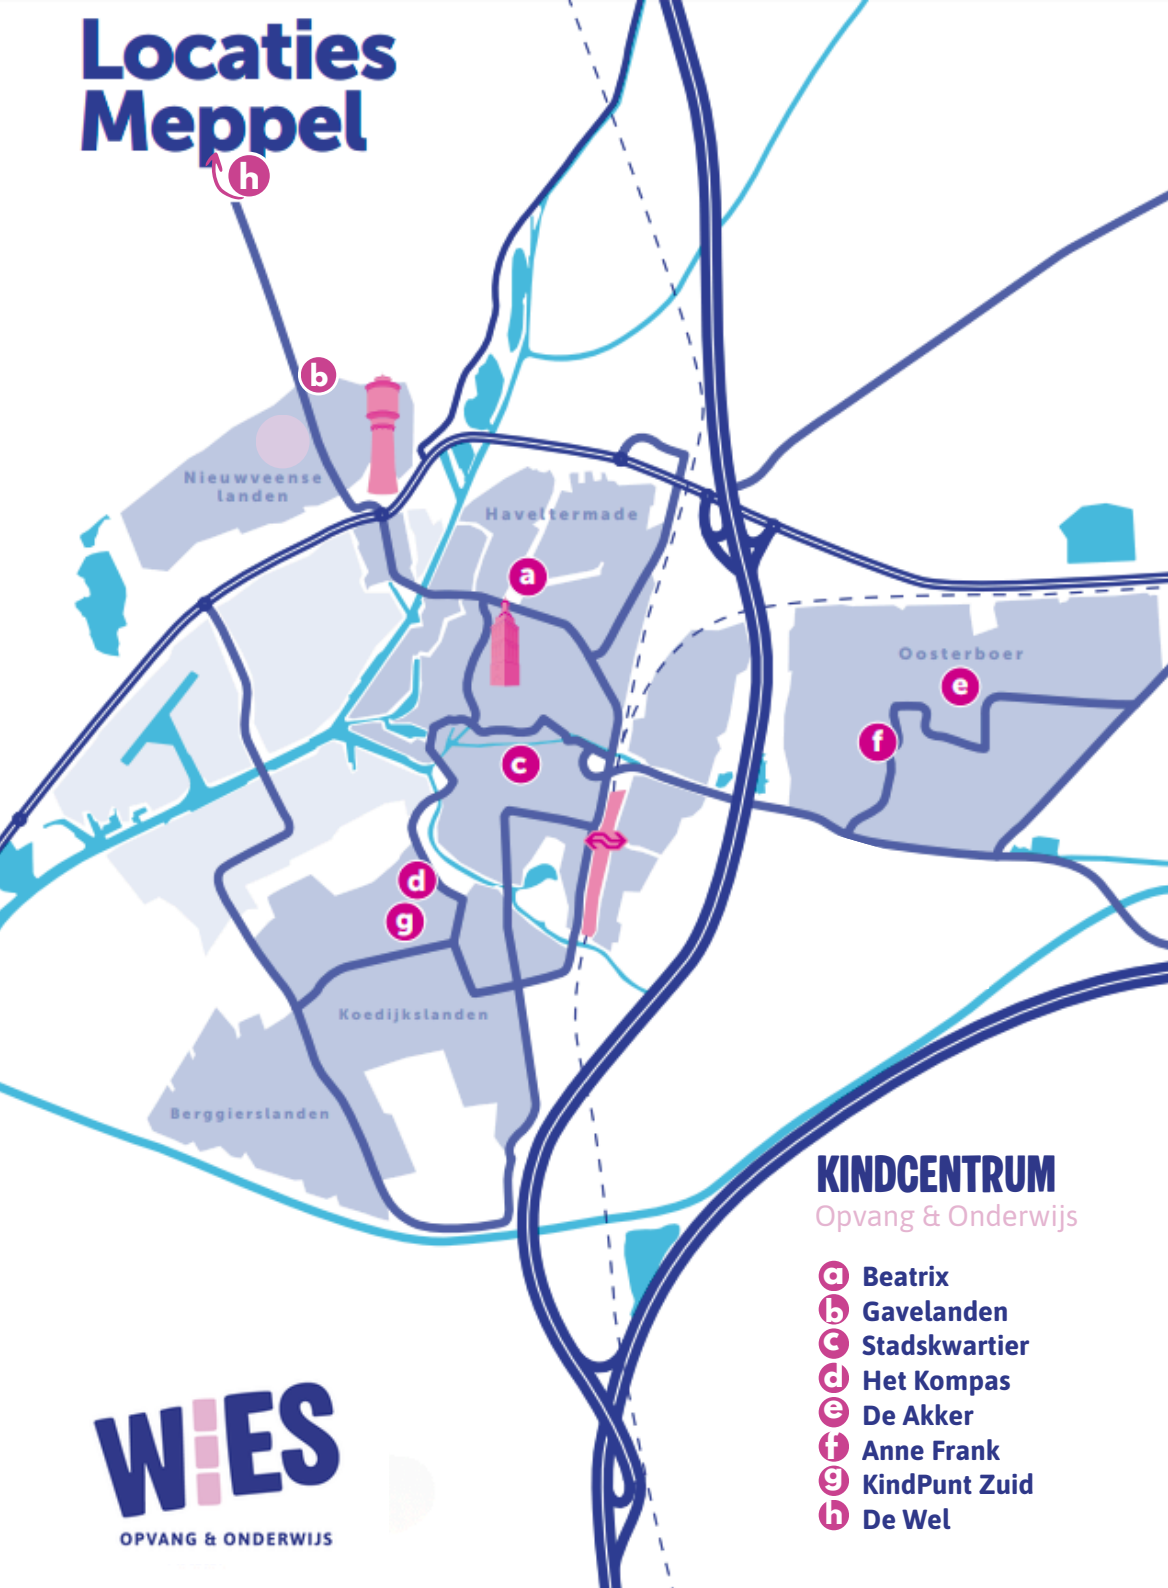 Locaties
Meppel
h
b
Nieuwveense
landen
Haveltermade
a
Oosterboer
e
f
c
d
g
Koedijkslanden
Berggierslanden
KINDCENTRUM
Opvang & Onderwijs
a Beatrix
b Gavelanden
c Stadskwartier
d Het Kompas
e De Akker
f Anne Frank
g KindPunt Zuid
h De Wel
WIES
OPVANG & ONDERWIJS